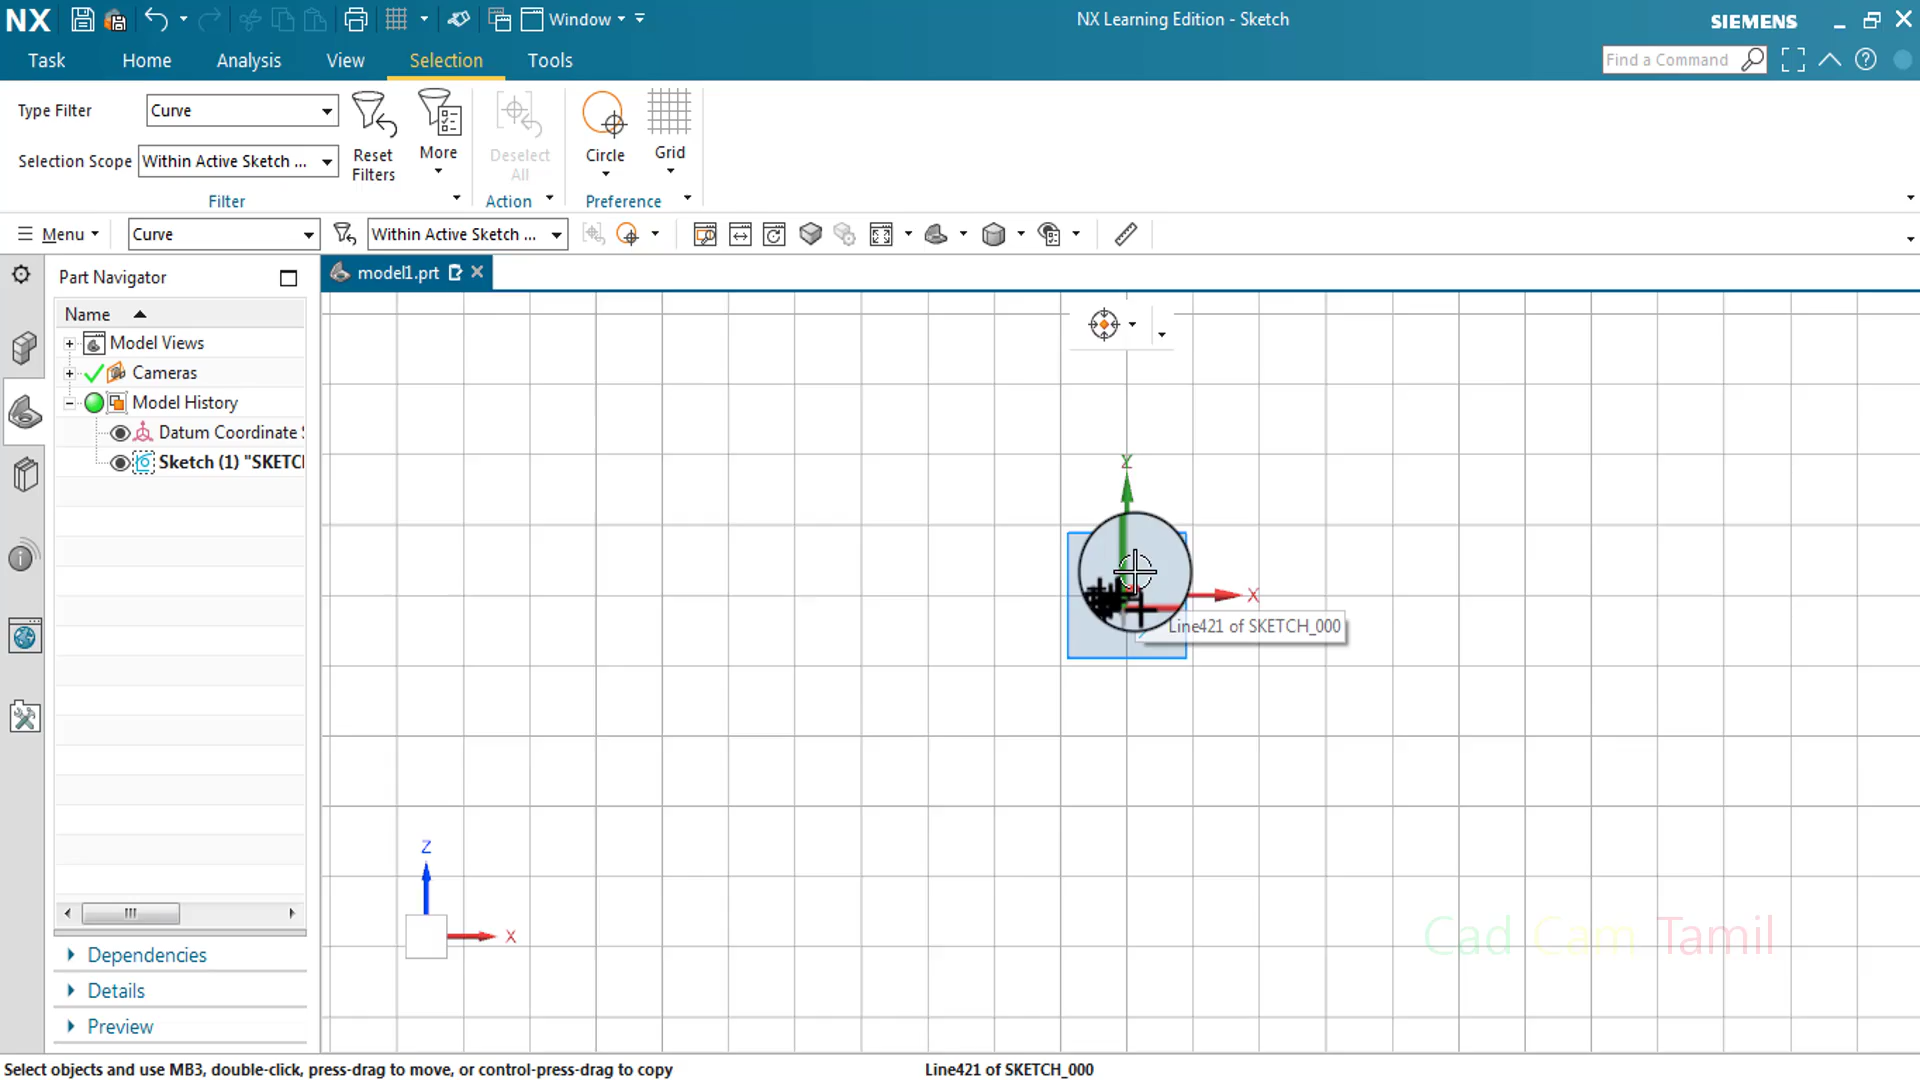 NX
Window
NX Learning Edition - Sketch
SIEMENS
Task
Home
Analysis
View
Selection
Tools
Find a Command
Type Filter
Curve
Selection Scope
Within Active Sketch ...
Reset
Filters
More
Filter
Deselect
All
Action
Circle
Grid
Preference
Menu
Curve
Within Active Sketch ...
Part Navigator
model1.prt
Name
Model Views
Cameras
Model History
Datum Coordinate
Sketch (1) "SKETC
Dependencies
Details
Preview
Y
X
Line421 of SKETCH_000
Z
X
Cad Cam Tamil
Select objects and use MB3, double-click, press-drag to move, or control-press-drag to copy
Line421 of SKETCH_000